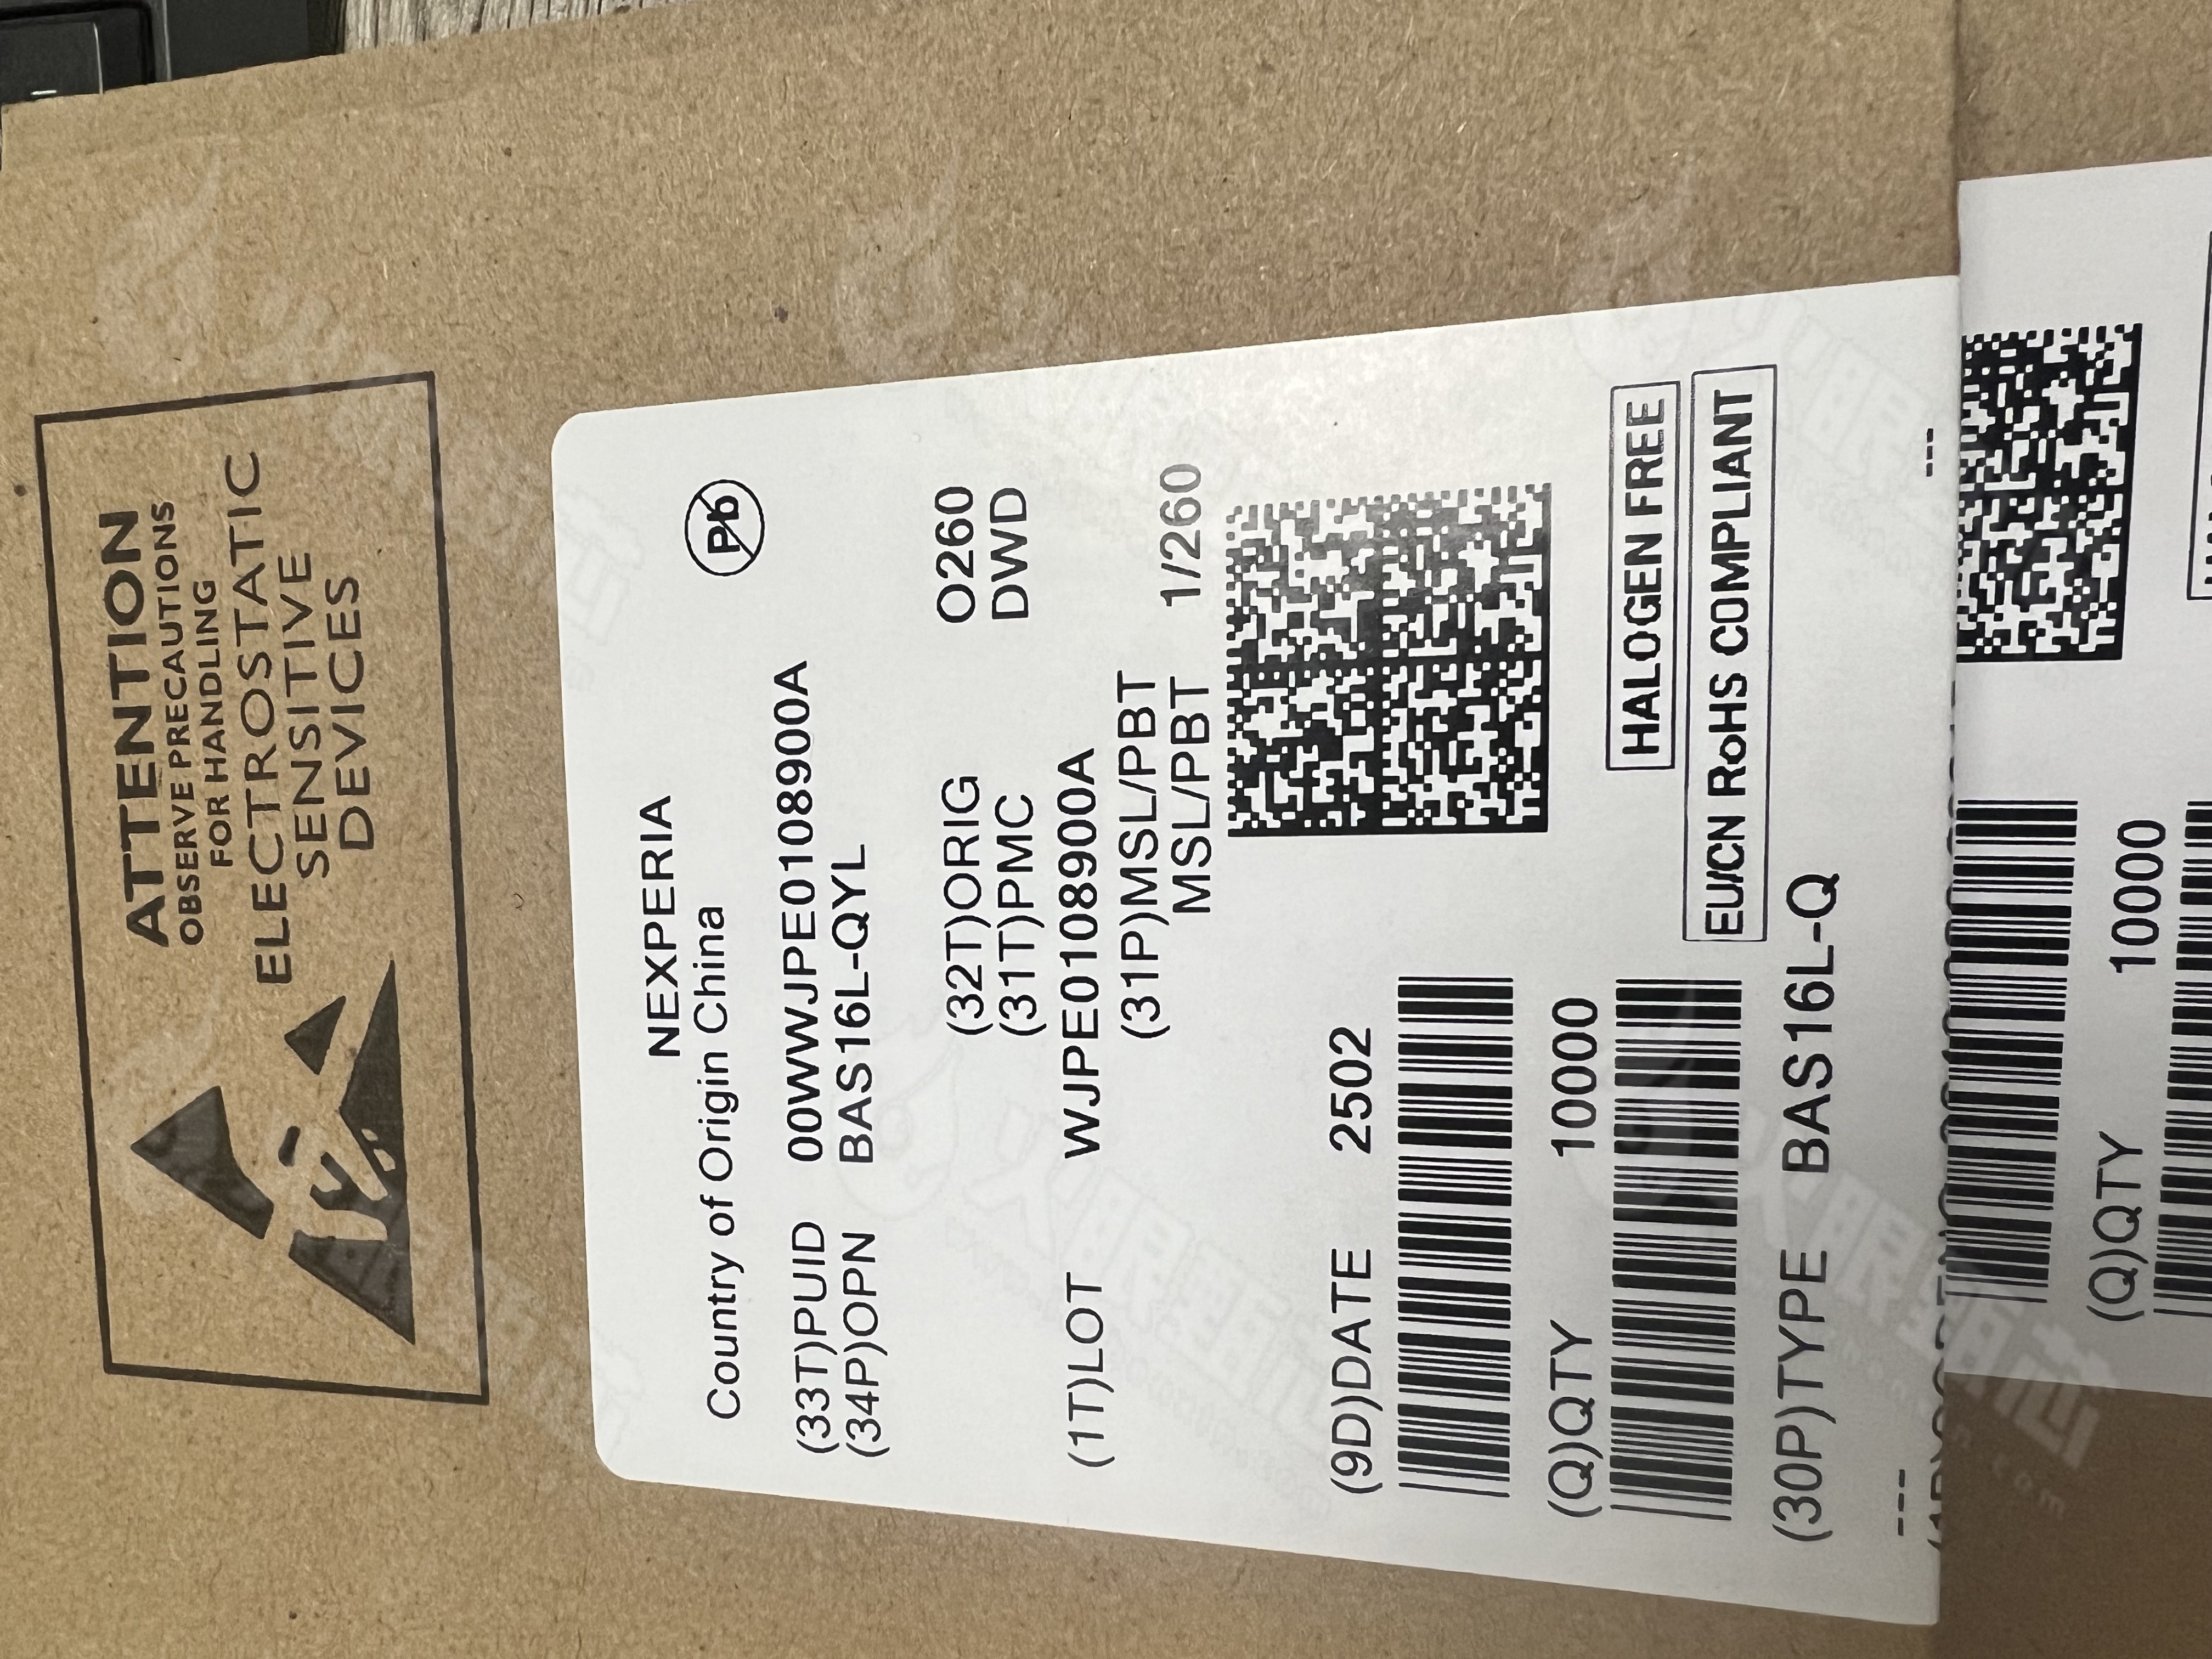 ATTENTION
OBSERVE PRECAUTIONS
FOR HANDLING
ELECTROSTATIC
SENSITIVE
DEVICES
NEXPERIA
Country of Origin China
Pb
(33T)PUID 00WWJPE0108900A
(34P)OPN BAS16L-QYL
(32T)ORIG O260
(31T)PMC DWD
(1T)LOT WJPE0108900A
(31P)MSL/PBT
MSL/PBT 1/260
(9D)DATE 2502
(Q)QTY 10000
HALOGEN FREE
EU/CN RoHS COMPLIANT
(30P)TYPE BAS16L-Q
--- ---
(Q)QTY 10000